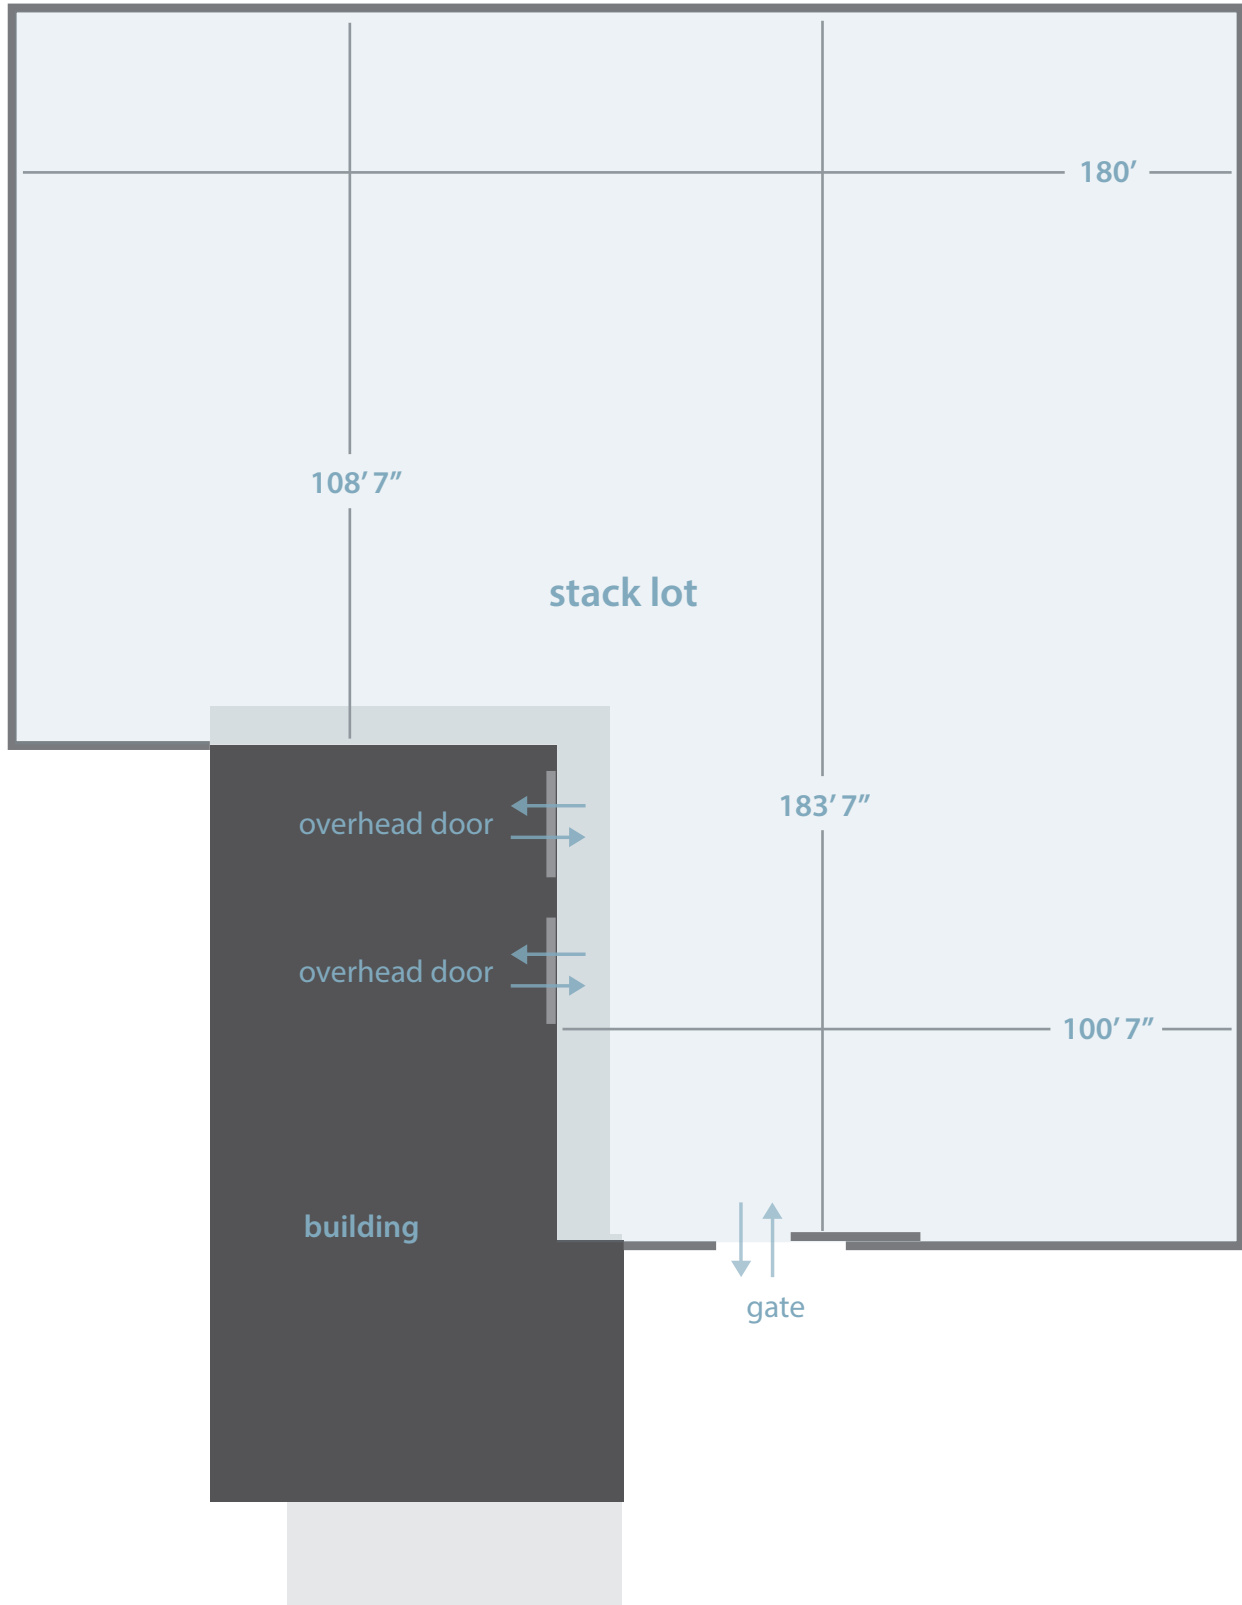 180′
108′ 7″
stack lot
183′ 7″
overhead door
overhead door
100′ 7″
building
gate